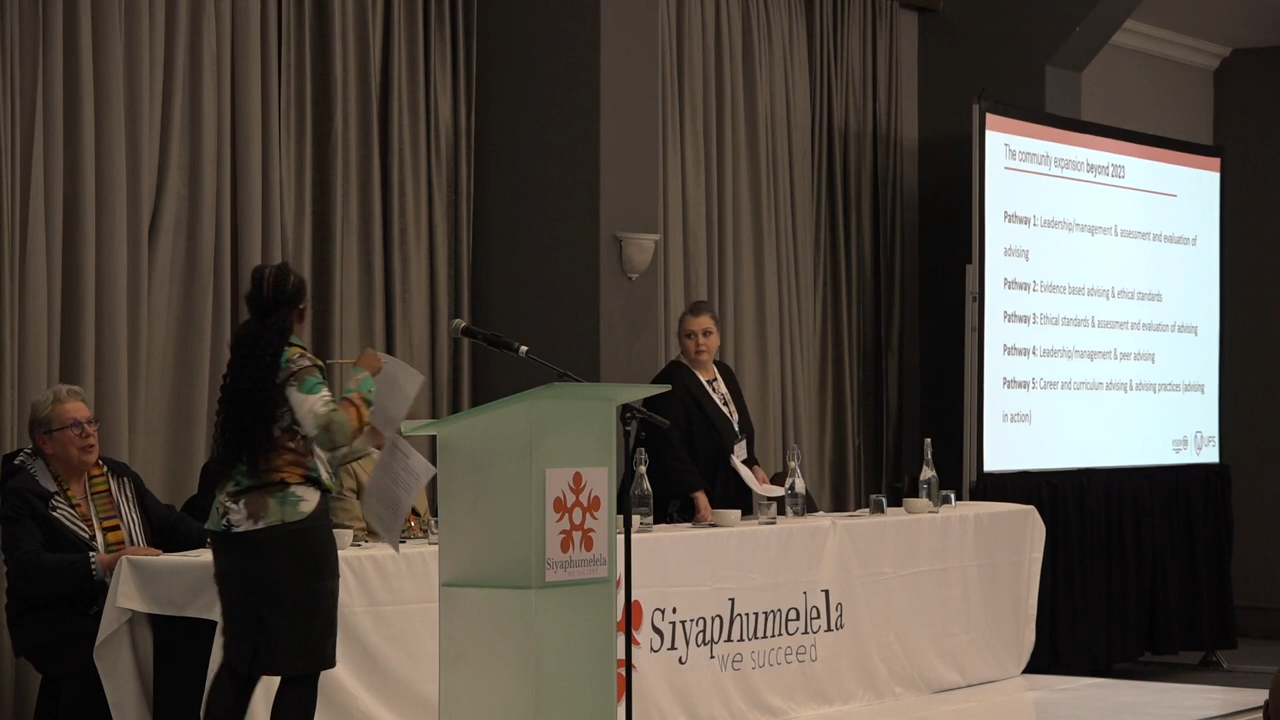 The community expansion beyond 2023
Pathway 1: Leadership/management & assessment and evaluation of
advising
Pathway 2: Evidence based advising & ethical standards
Pathway 3: Ethical standards & assessment and evaluation of advising
Pathway 4: Leadership/management & peer advising
Pathway 5: Career and curriculum advising & advising practices (advising
in action)
UFS
Siyaphumelela
we succeed
Siyaphumelela
we succeed